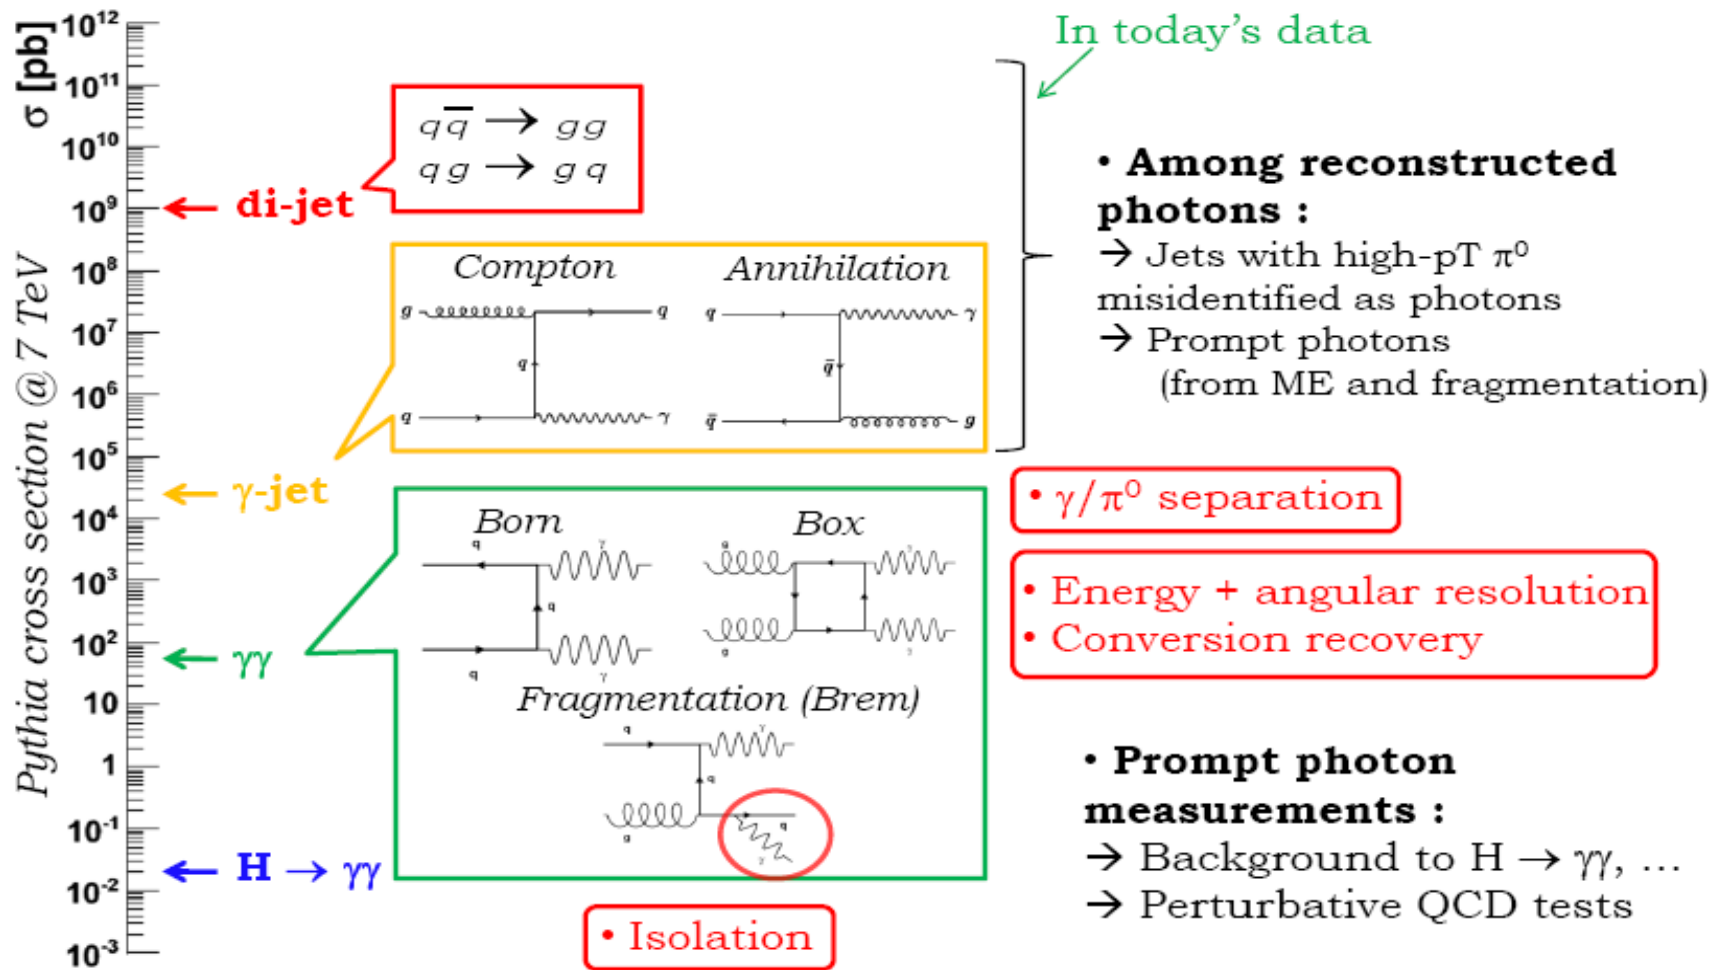 In today's data
σ [pb]
Pythia cross section @ 7 TeV
10¹²
10¹¹
10¹⁰
10⁹
10⁸
10⁷
10⁶
10⁵
10⁴
10³
10²
10
1
10⁻¹
10⁻²
10⁻³
di-jet
γ-jet
γγ
H → γγ
q q̅ → g g
q g → g q
Compton
g
q
q
q
γ
Annihilation
q
γ
q̄
q̄
g
Born
q
γ
q
q
γ
Box
g
γ
g
γ
Fragmentation (Brem)
q
γ
q
g
q
γ
• Isolation
• Among reconstructed
photons :
→ Jets with high-pT π⁰
misidentified as photons
→ Prompt photons
(from ME and fragmentation)
• γ/π⁰ separation
• Energy + angular resolution
• Conversion recovery
• Prompt photon
measurements :
→ Background to H → γγ, ...
→ Perturbative QCD tests